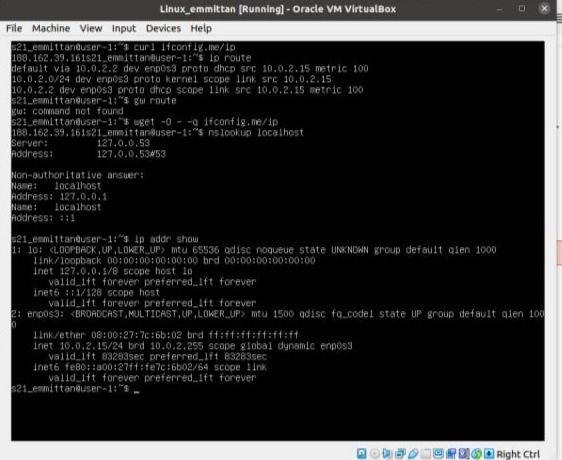 Linux_emmittan [Running] - Oracle VM VirtualBox
File Machine View Input Devices Help
s21_emmittan@user-1:~$ curl ifconfig.me/ip
188.162.39.161s21_emmittan@user-1:~$ ip route
default via 10.0.2.2 dev enp0s3 proto dhcp src 10.0.2.15 metric 100
10.0.2.0/24 dev enp0s3 proto kernel scope link src 10.0.2.15
10.0.2.2 dev enp0s3 proto dhcp scope link src 10.0.2.15 metric 100
s21_emmittan@user-1:~$ gw route
gw: command not found
s21_emmittan@user-1:~$ wget -O - -q ifconfig.me/ip
188.162.39.161s21_emmittan@user-1:~$ nslookup localhost
Server: 127.0.0.53
Address: 127.0.0.53#53
Non-authoritative answer:
Name: localhost
Address: 127.0.0.1
Name: localhost
Address: ::1
s21_emmittan@user-1:~$ ip addr show
1: lo: <LOOPBACK,UP,LOWER_UP> mtu 65536 qdisc noqueue state UNKNOWN group default qlen 1000
link/loopback 00:00:00:00:00:00 brd 00:00:00:00:00:00
inet 127.0.0.1/8 scope host lo
valid_lft forever preferred_lft forever
inet6 ::1/128 scope host
valid_lft forever preferred_lft forever
2: enp0s3: <BROADCAST,MULTICAST,UP,LOWER_UP> mtu 1500 qdisc fq_codel state UP group default qlen 100
0
link/ether 08:00:27:7c:6b:02 brd ff:ff:ff:ff:ff:ff
inet 10.0.2.15/24 brd 10.0.2.255 scope global dynamic enp0s3
valid_lft 83283sec preferred_lft 83283sec
inet6 fe80::a00:27ff:fe7c:6b02/64 scope link
valid_lft forever preferred_lft forever
s21_emmittan@user-1:~$ _
Right Ctrl